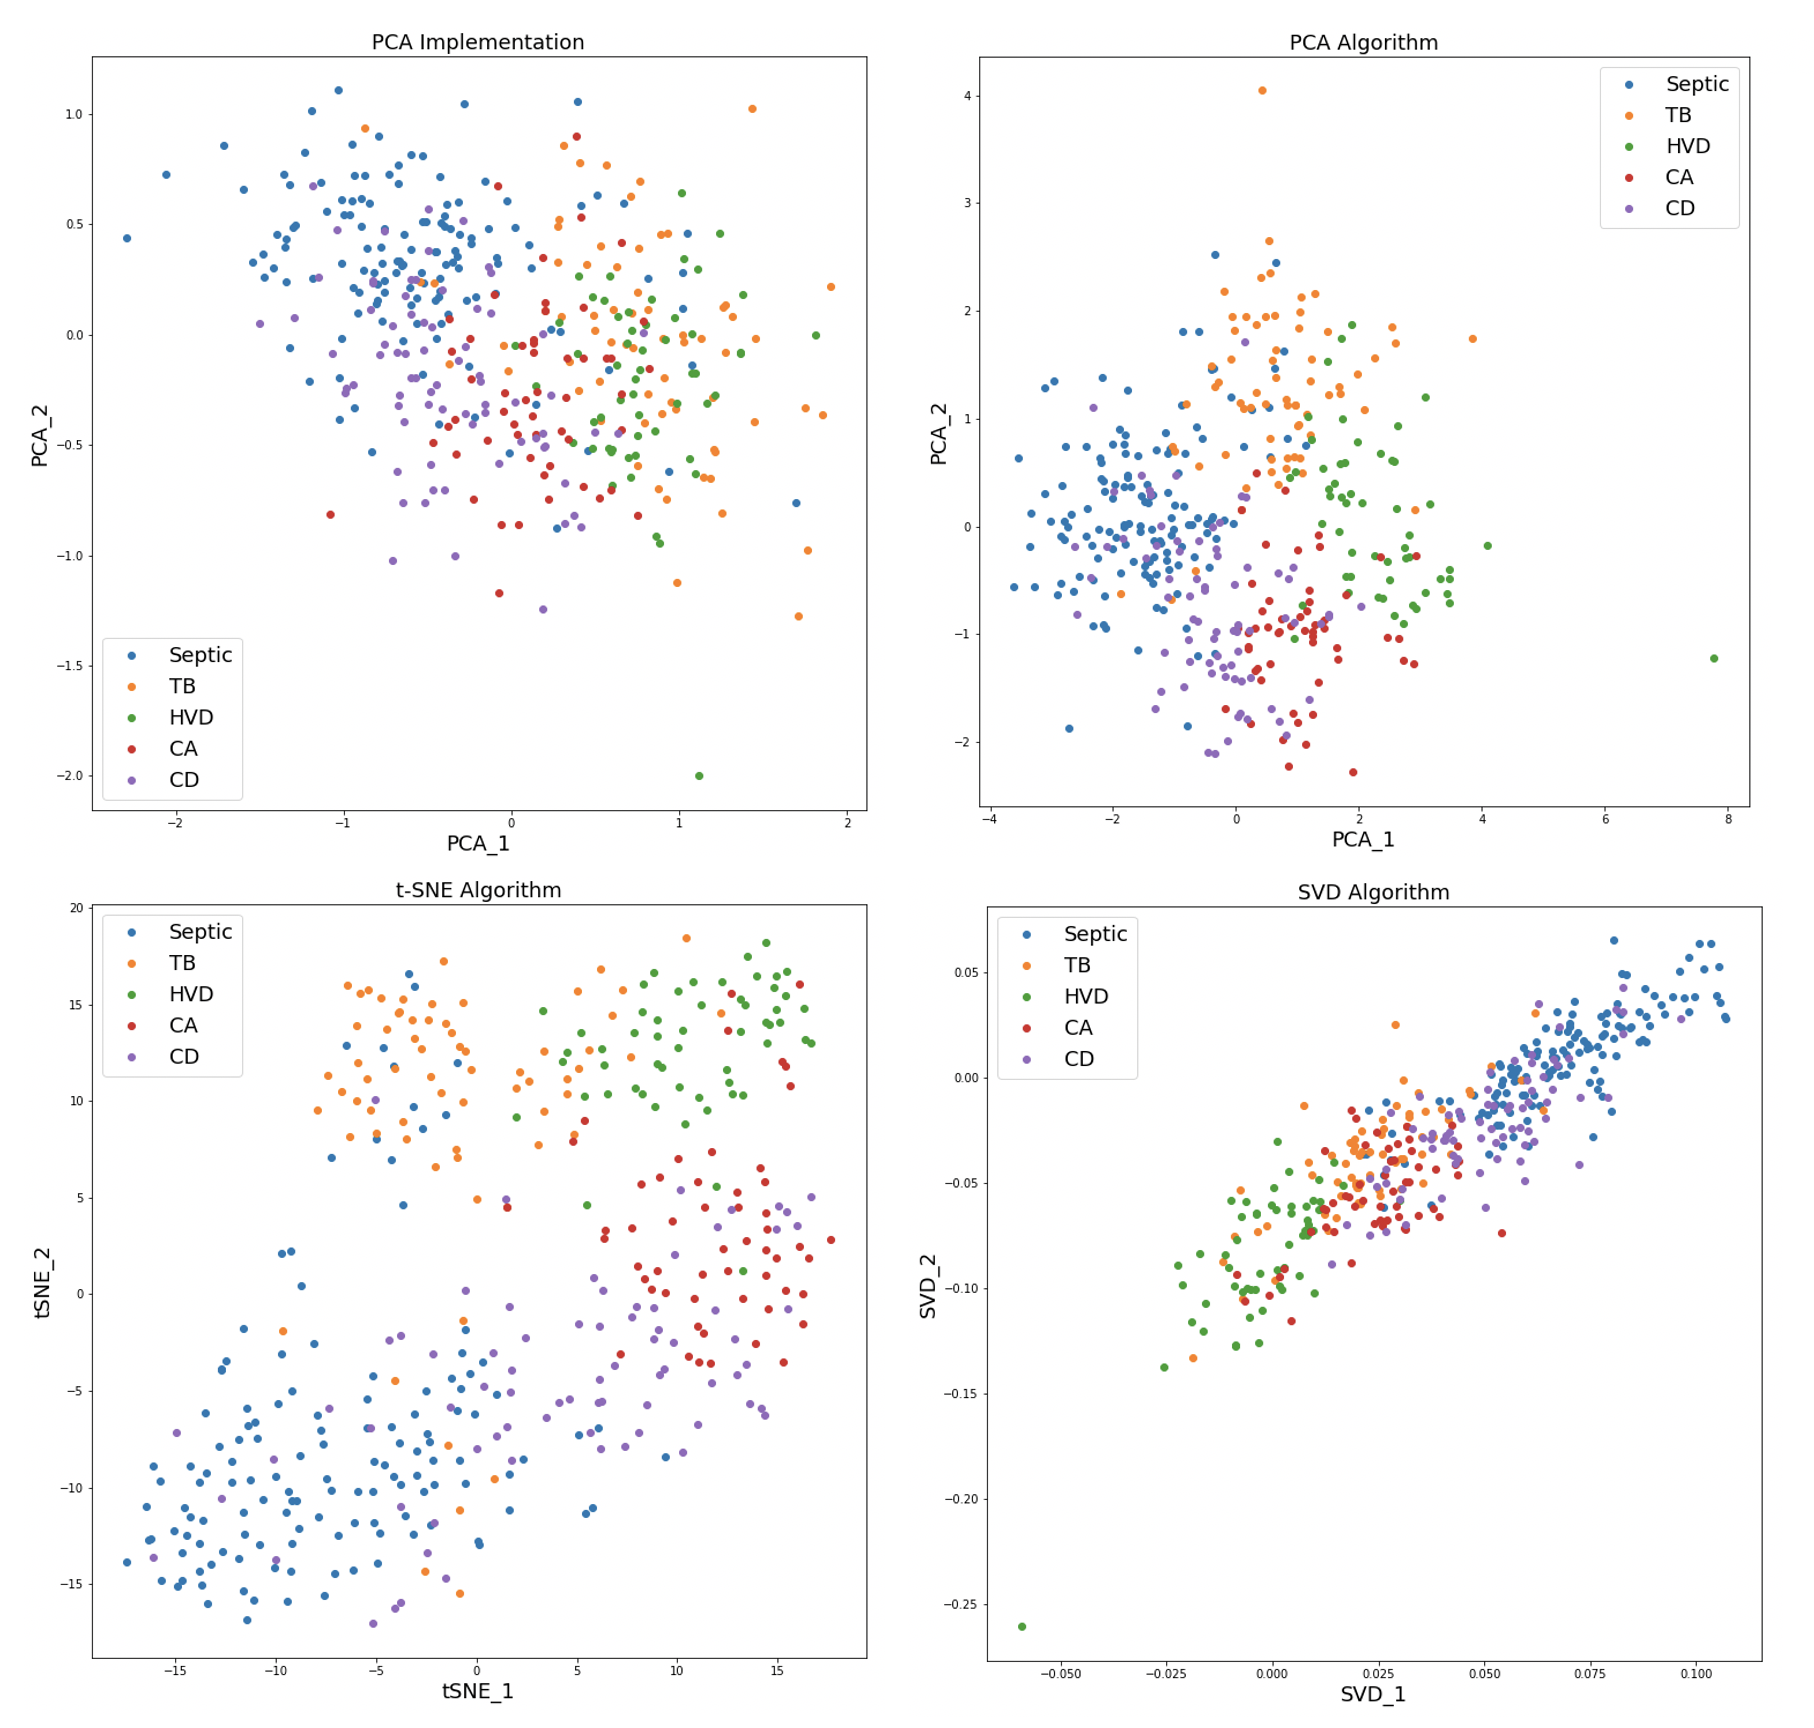 PCA Implementation
1.0
0.5
0.0
−0.5
−1.0
−1.5
−2.0
PCA_2
Septic
TB
HVD
CA
CD
−2
−1
0
1
2
PCA_1
PCA Algorithm
4
3
2
1
0
−1
−2
PCA_2
Septic
TB
HVD
CA
CD
−4
−2
0
2
4
6
8
PCA_1
t-SNE Algorithm
20
15
10
5
0
−5
−10
−15
tSNE_2
Septic
TB
HVD
CA
CD
−15
−10
−5
0
5
10
15
tSNE_1
SVD Algorithm
0.05
0.00
−0.05
−0.10
−0.15
−0.20
−0.25
SVD_2
Septic
TB
HVD
CA
CD
−0.050
−0.025
0.000
0.025
0.050
0.075
0.100
SVD_1